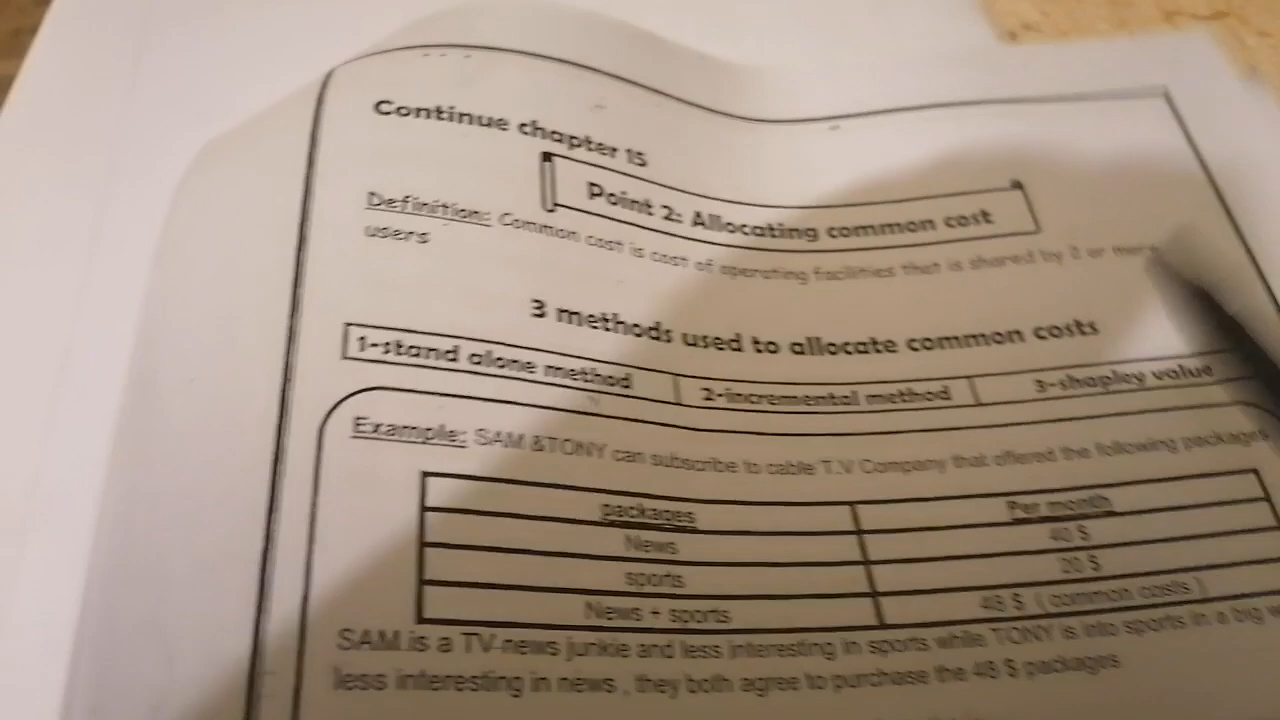 Continue chapter 15
Point 2: Allocating common cost
Definition: Common cost is cost of operating facilities that is shared by 2 or more
users
3 methods used to allocate common costs
1-stand alone method 2-incremental method 3-shapley value
Example: SAM &TONY can subscribe to cable T.V Company that offered the following packages
packages Per month
News 40 $
sports 20 $
News + sports 48 $ (common costs)
SAM is a TV-news junkie and less interesting in sports while TONY is into sports in a big
less interesting in news , they both agree to purchase the 48 $ packages